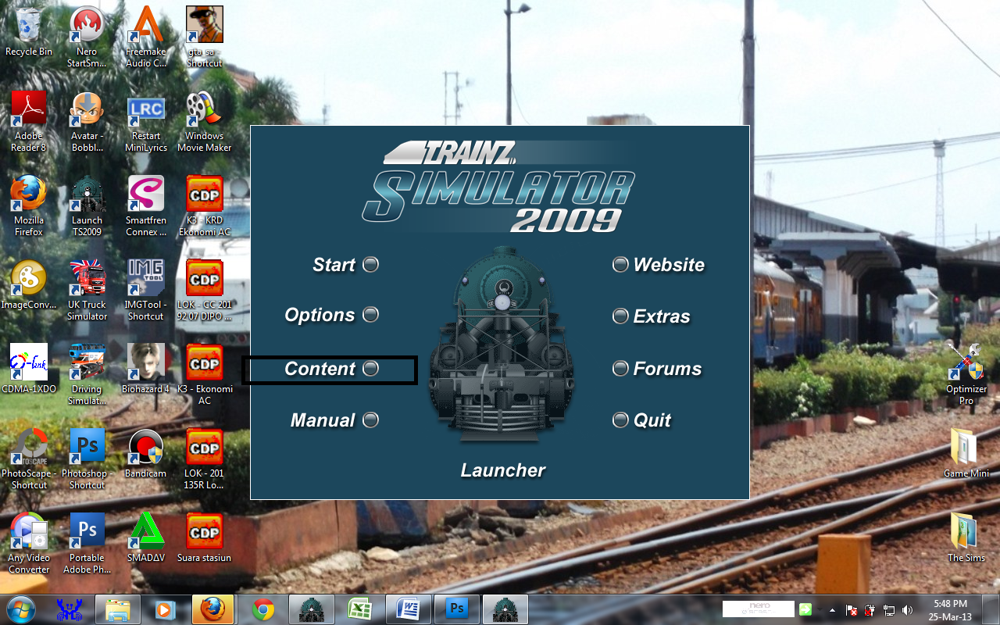 Recycle Bin
Nero
StartSm...
Freemake
Audio C...
gta_sa -
Shortcut
Adobe
Reader 8
Avatar -
Bobbl...
LRC
Restart
MiniLyrics
Windows
Movie Maker
Mozilla
Firefox
Launch
TS2009
Smartfren
Connex ...
CDP
K3 - KRD
Ekonomi AC
ImageConv...
UK Truck
Simulator
IMG
TOOL
IMGTool -
Shortcut
CDP
LOK - CC 201
92 07 DIPO ...
e-link
CDMA-1XDO
Driving
Simulat...
Biohazard 4
CDP
K3 - Ekonomi
AC
PhotoScape -
Shortcut
Ps
Photoshop -
Shortcut
Bandicam
CDP
LOK - 201
135R Lo...
Any Video
Converter
Ps
Portable
Adobe Ph...
SMADΔV
CDP
Suara stasiun
TRAINZ
SIMULATOR
2009
Start
Options
Content
Manual
Website
Extras
Forums
Quit
Launcher
Optimizer
Pro
Game Mini
The Sims
Ps
nero
5:48 PM
25-Mar-13